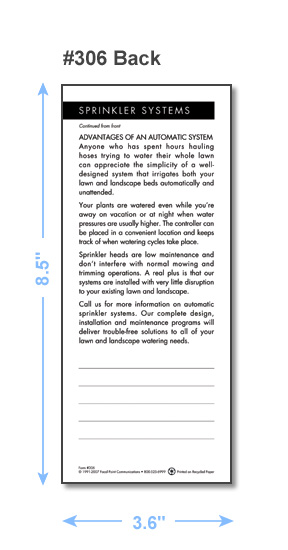 #306 Back
SPRINKLER SYSTEMS
Continued from front
ADVANTAGES OF AN AUTOMATIC SYSTEM
Anyone who has spent hours hauling
hoses trying to water their whole lawn
can appreciate the simplicity of a well-
designed system that irrigates both your
lawn and landscape beds automatically and
unattended.
Your plants are watered even while you're
away on vacation or at night when water
pressures are usually higher. The controller can
be placed in a convenient location and keeps
track of when watering cycles take place.
Sprinkler heads are low maintenance and
don't interfere with normal mowing and
trimming operations. A real plus is that our
systems are installed with very little disruption
to your existing lawn and landscape.
Call us for more information on automatic
sprinkler systems. Our complete design,
installation and maintenance programs will
deliver trouble-free solutions to all of your
lawn and landscape watering needs.
Form #306
© 1991-2007 Focal Point Communications • 800-525-6999 Printed on Recycled Paper
8.5"
3.6"